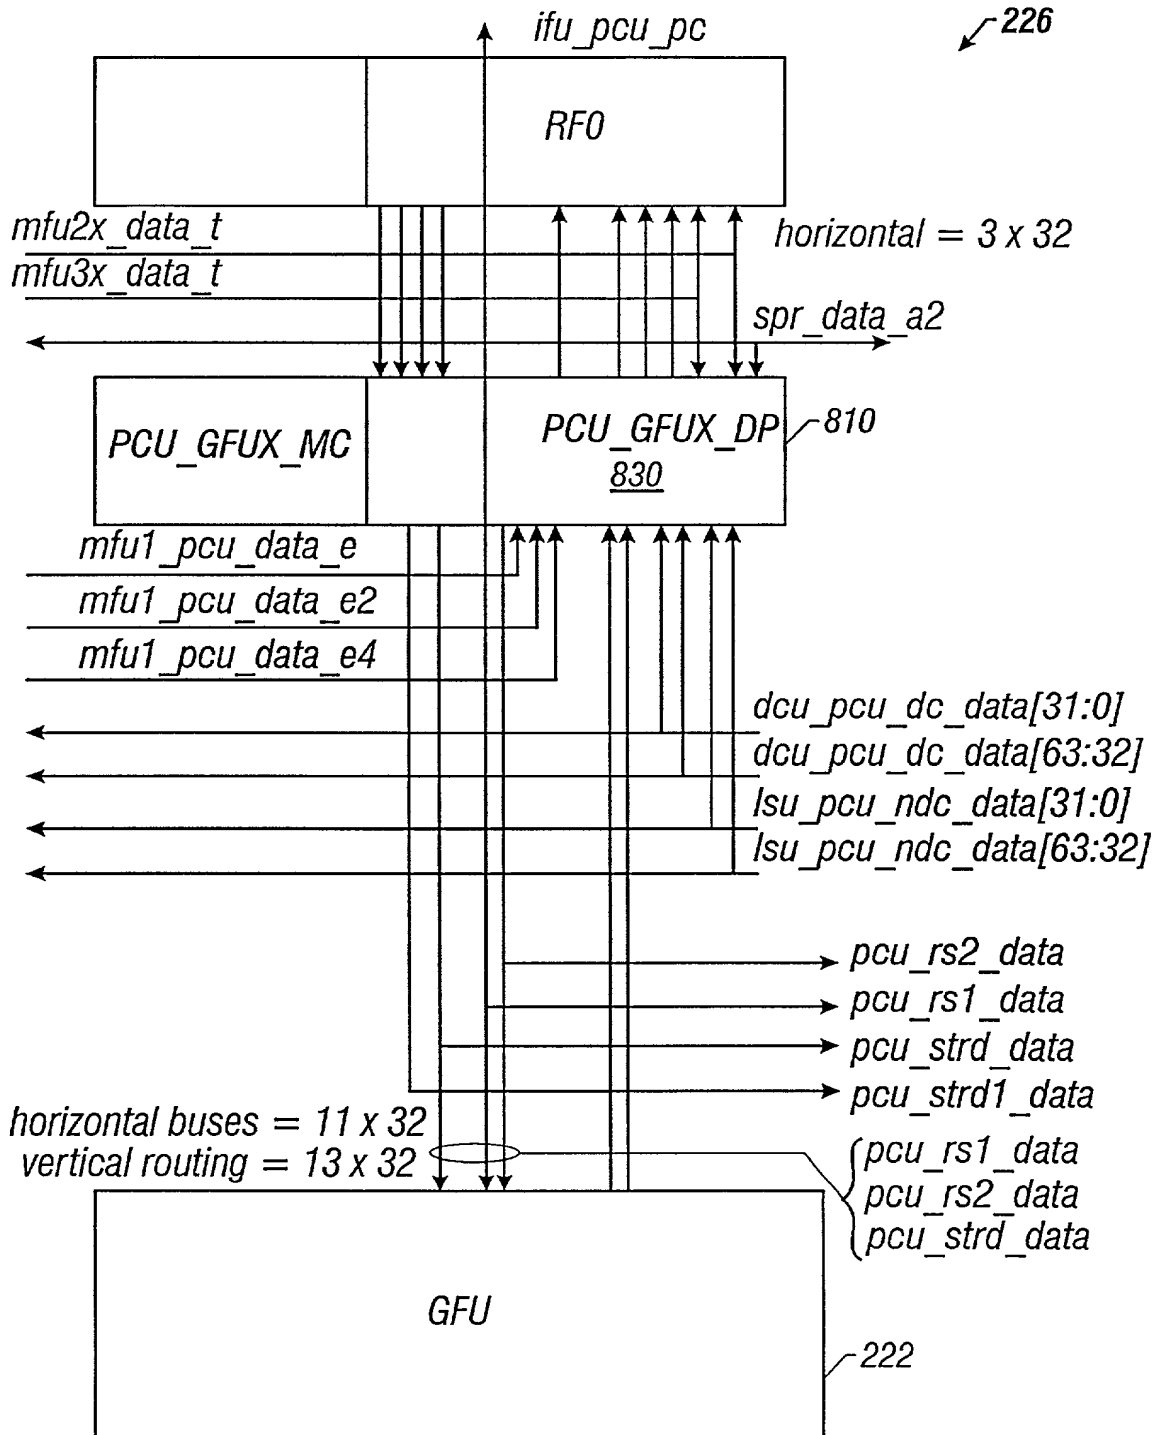 ifu_pcu_pc
226
RF0
mfu2x_data_t
horizontal = 3 x 32
mfu3x_data_t
spr_data_a2
PCU_GFUX_MC
PCU_GFUX_DP
830
810
mfu1_pcu_data_e
mfu1_pcu_data_e2
mfu1_pcu_data_e4
dcu_pcu_dc_data[31:0]
dcu_pcu_dc_data[63:32]
lsu_pcu_ndc_data[31:0]
lsu_pcu_ndc_data[63:32]
pcu_rs2_data
pcu_rs1_data
pcu_strd_data
pcu_strd1_data
horizontal buses = 11 x 32
vertical routing = 13 x 32
pcu_rs1_data
pcu_rs2_data
pcu_strd_data
GFU
222